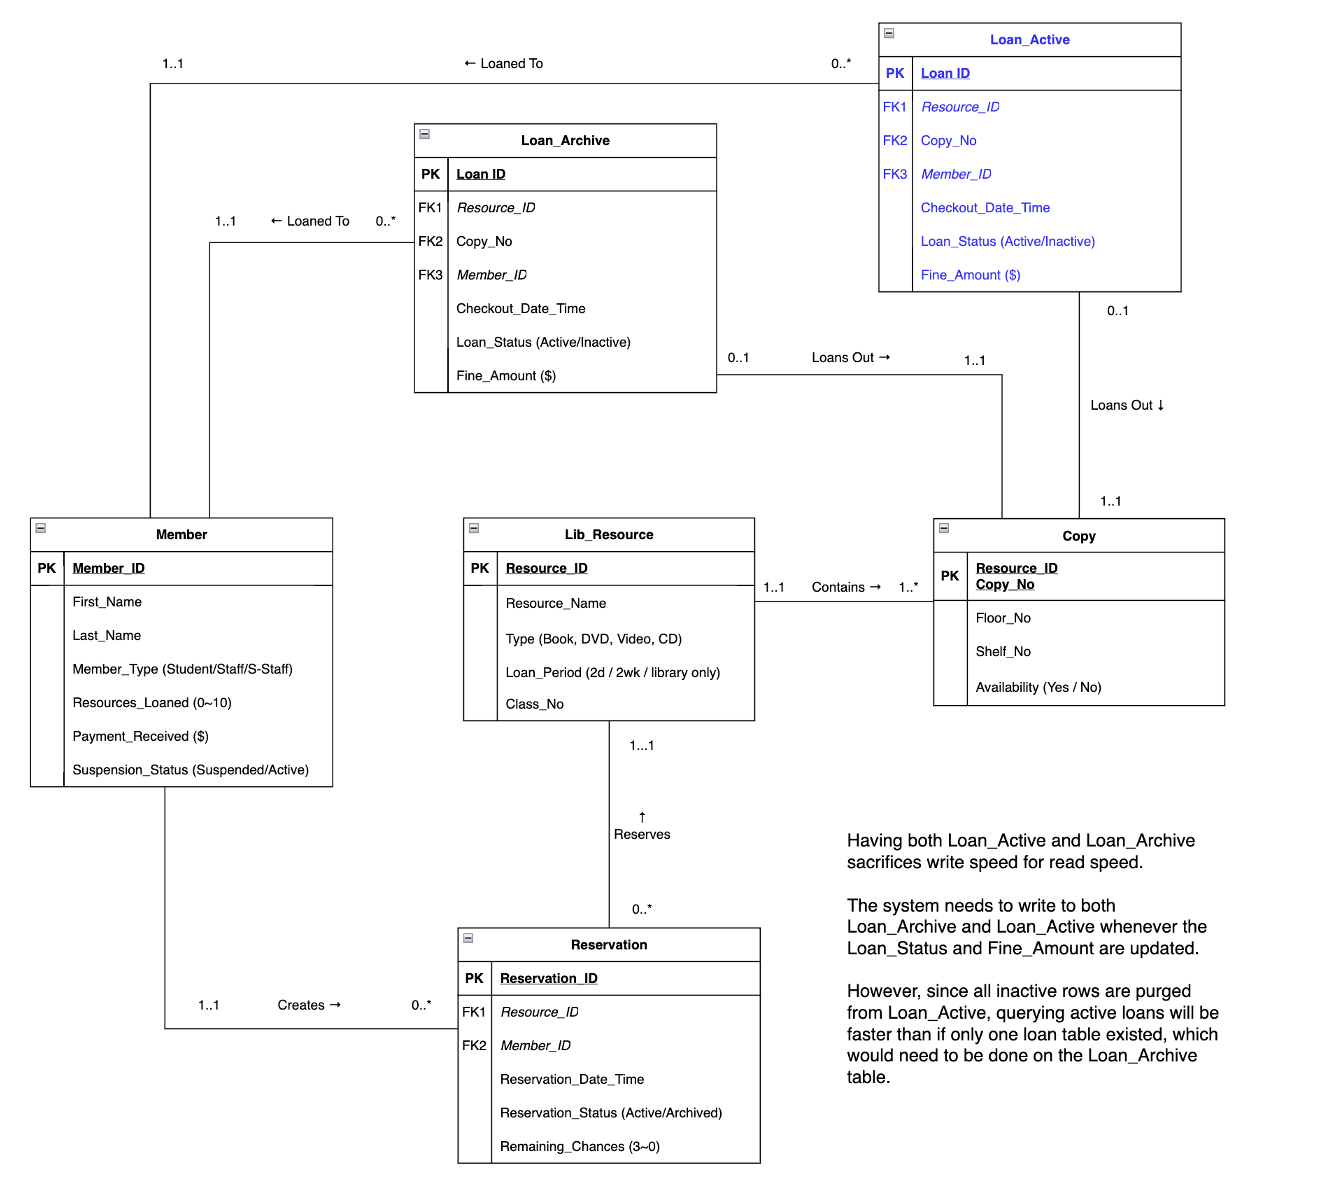 Loan_Active
PK Loan ID
FK1 Resource_ID
FK2 Copy_No
FK3 Member_ID
Checkout_Date_Time
Loan_Status (Active/Inactive)
Fine_Amount ($)
1..1 ← Loaned To 0..*
Loan_Archive
PK Loan ID
FK1 Resource_ID
FK2 Copy_No
FK3 Member_ID
Checkout_Date_Time
Loan_Status (Active/Inactive)
Fine_Amount ($)
1..1 ← Loaned To 0..*
0..1 Loans Out → 1..1
0..1
Loans Out ↓
1..1
Member
PK Member_ID
First_Name
Last_Name
Member_Type (Student/Staff/S-Staff)
Resources_Loaned (0~10)
Payment_Received ($)
Suspension_Status (Suspended/Active)
Lib_Resource
PK Resource_ID
Resource_Name
Type (Book, DVD, Video, CD)
Loan_Period (2d / 2wk / library only)
Class_No
1..1 Contains → 1..*
Copy
PK Resource_ID
Copy_No
Floor_No
Shelf_No
Availability (Yes / No)
1...1
↑
Reserves
0..*
Reservation
PK Reservation_ID
FK1 Resource_ID
FK2 Member_ID
Reservation_Date_Time
Reservation_Status (Active/Archived)
Remaining_Chances (3~0)
1..1 Creates → 0..*
Having both Loan_Active and Loan_Archive
sacrifices write speed for read speed.
The system needs to write to both
Loan_Archive and Loan_Active whenever the
Loan_Status and Fine_Amount are updated.
However, since all inactive rows are purged
from Loan_Active, querying active loans will be
faster than if only one loan table existed, which
would need to be done on the Loan_Archive
table.